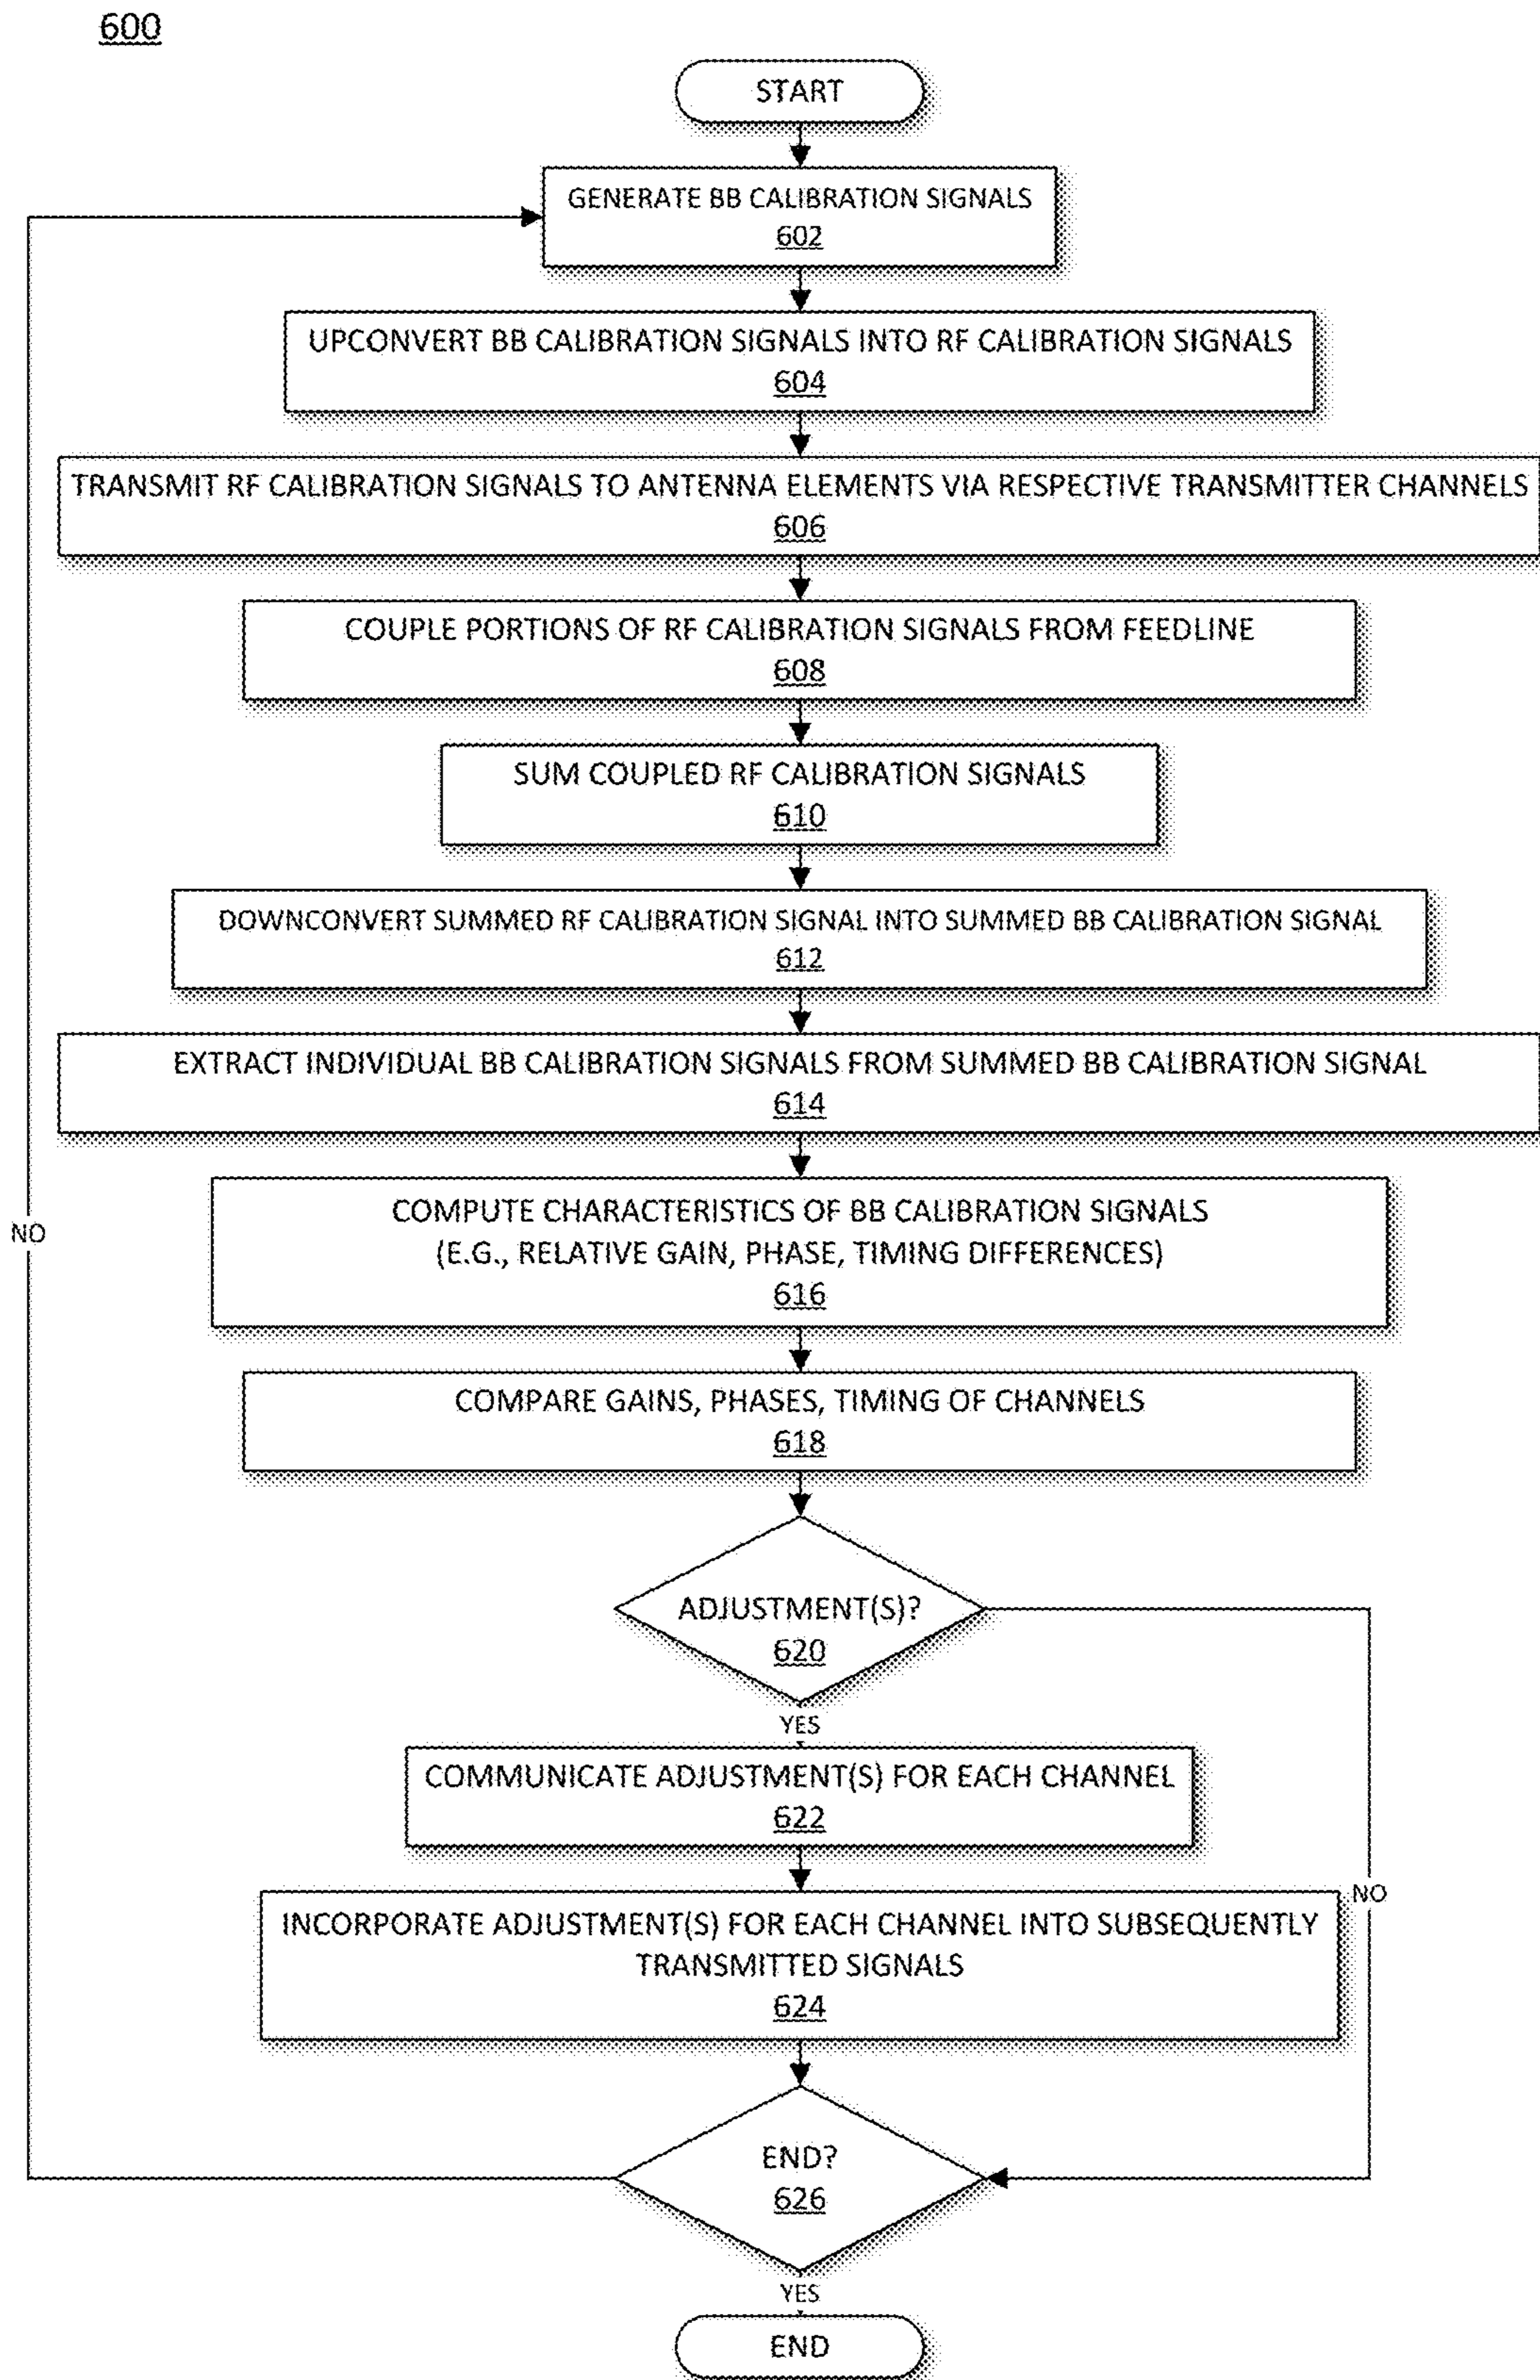 600
START
GENERATE BB CALIBRATION SIGNALS
602
UPCONVERT BB CALIBRATION SIGNALS INTO RF CALIBRATION SIGNALS
604
TRANSMIT RF CALIBRATION SIGNALS TO ANTENNA ELEMENTS VIA RESPECTIVE TRANSMITTER CHANNELS
606
COUPLE PORTIONS OF RF CALIBRATION SIGNALS FROM FEEDLINE
608
SUM COUPLED RF CALIBRATION SIGNALS
610
DOWNCONVERT SUMMED RF CALIBRATION SIGNAL INTO SUMMED BB CALIBRATION SIGNAL
612
EXTRACT INDIVIDUAL BB CALIBRATION SIGNALS FROM SUMMED BB CALIBRATION SIGNAL
614
COMPUTE CHARACTERISTICS OF BB CALIBRATION SIGNALS
(E.G., RELATIVE GAIN, PHASE, TIMING DIFFERENCES)
616
NO
COMPARE GAINS, PHASES, TIMING OF CHANNELS
618
ADJUSTMENT(S)?
620
YES
COMMUNICATE ADJUSTMENT(S) FOR EACH CHANNEL
622
NO
INCORPORATE ADJUSTMENT(S) FOR EACH CHANNEL INTO SUBSEQUENTLY
TRANSMITTED SIGNALS
624
END?
626
YES
END